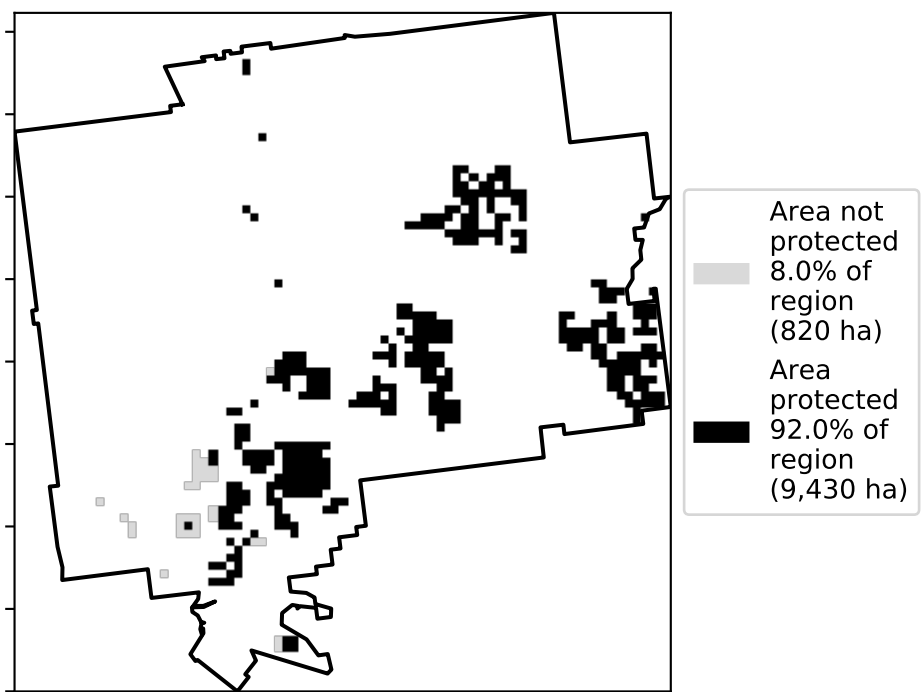 Area not
protected
8.0% of
region
(820 ha)
Area
protected
92.0% of
region
(9,430 ha)